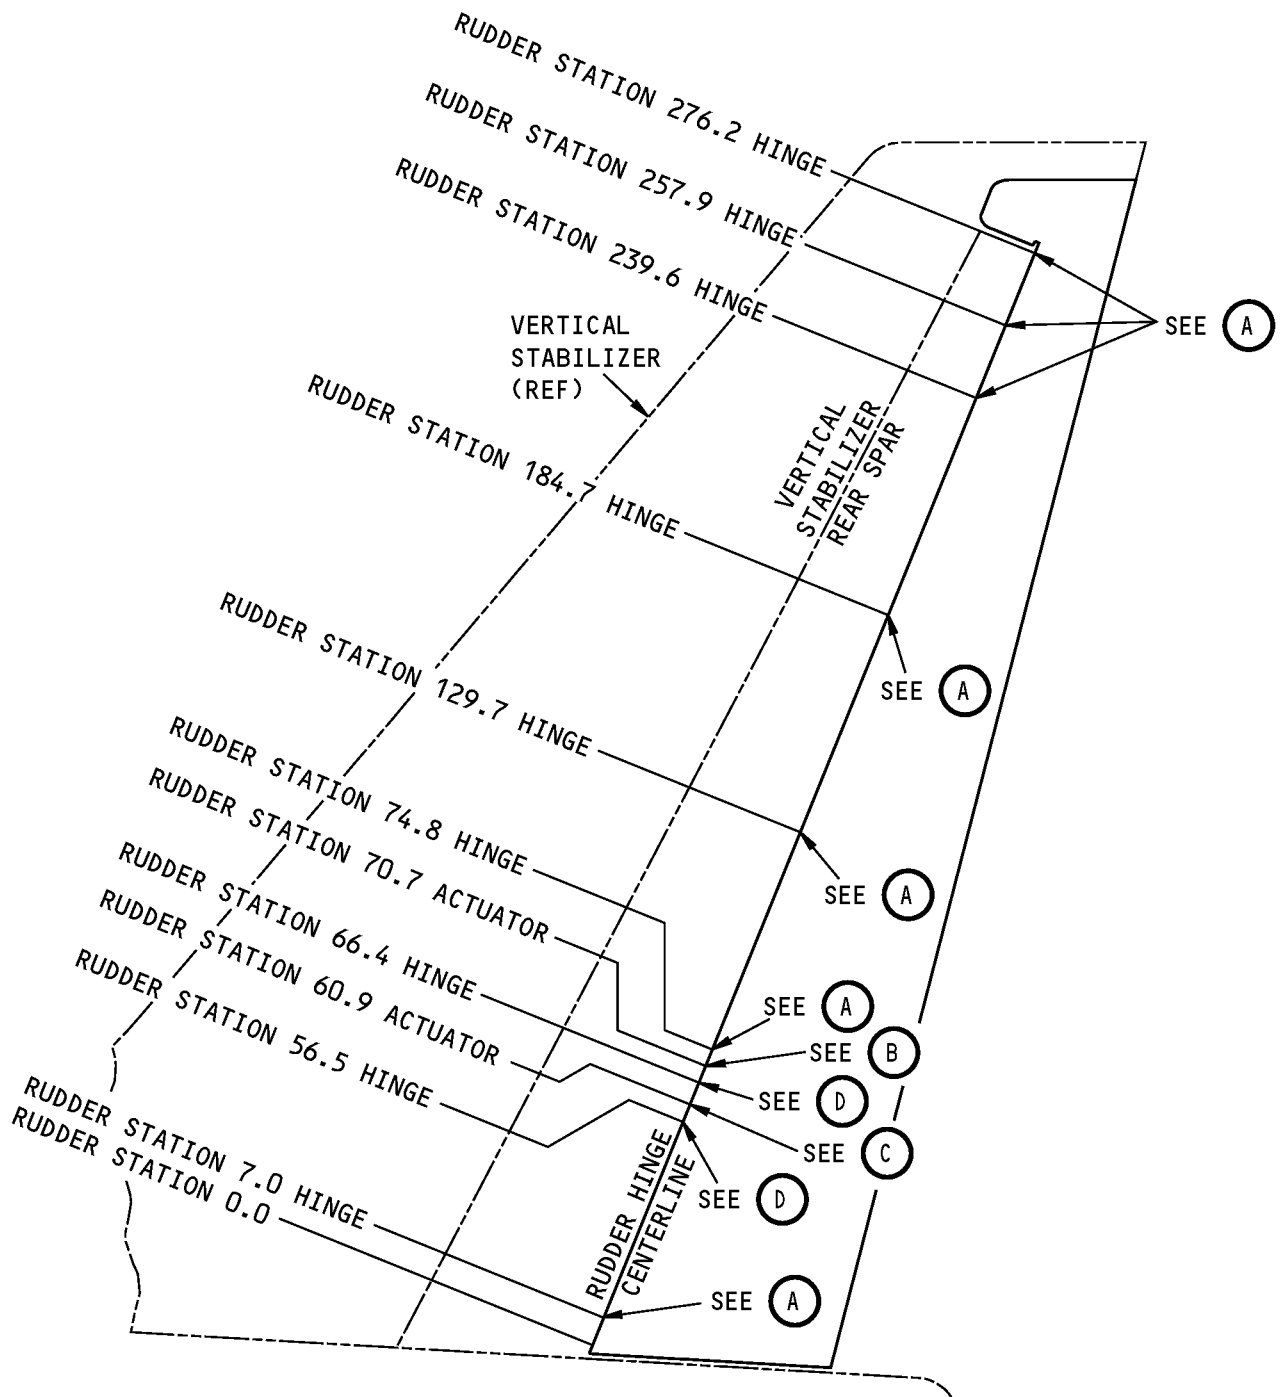 RUDDER STATION 276.2 HINGE
RUDDER STATION 257.9 HINGE
RUDDER STATION 239.6 HINGE
VERTICAL
STABILIZER
(REF)
SEE A
RUDDER STATION 184.7 HINGE
VERTICAL
STABILIZER
REAR SPAR
SEE A
RUDDER STATION 129.7 HINGE
SEE A
RUDDER STATION 74.8 HINGE
RUDDER STATION 70.7 ACTUATOR
RUDDER STATION 66.4 HINGE
RUDDER STATION 60.9 ACTUATOR
RUDDER STATION 56.5 HINGE
SEE A
SEE B
SEE D
SEE C
SEE D
RUDDER STATION 7.0 HINGE
RUDDER STATION 0.0
RUDDER HINGE
CENTERLINE
SEE A